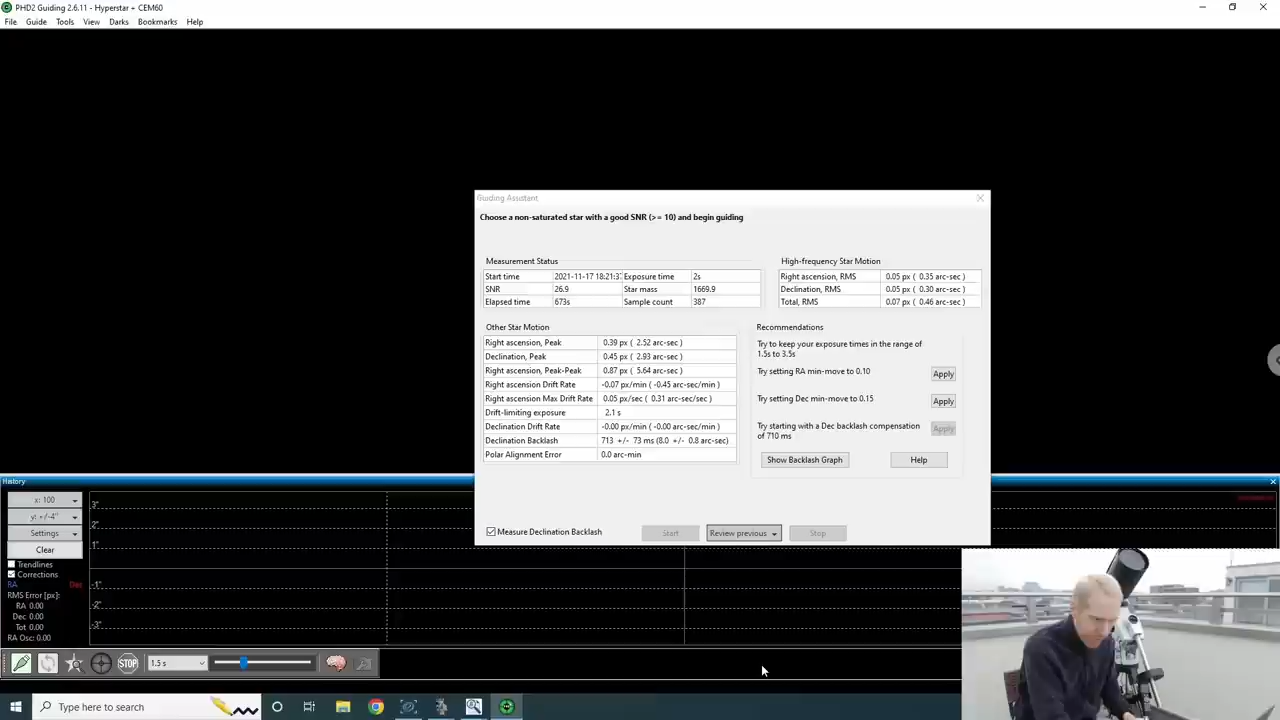 PHD2 Guiding 2.6.11 - Hyperstar + CEM60
File Guide Tools View Darks Bookmarks Help
Guiding Assistant
Choose a non-saturated star with a good SNR (>= 10) and begin guiding
Measurement Status
Start time 2021-11-17 18:21:3 Exposure time 2s
SNR 26.9 Star mass 1669.9
Elapsed time 673s Sample count 387
High-frequency Star Motion
Right ascension, RMS 0.05 px ( 0.35 arc-sec )
Declination, RMS 0.05 px ( 0.30 arc-sec )
Total, RMS 0.07 px ( 0.46 arc-sec )
Other Star Motion
Right ascension, Peak 0.39 px ( 2.52 arc-sec )
Declination, Peak 0.45 px ( 2.93 arc-sec )
Right ascension, Peak-Peak 0.87 px ( 5.64 arc-sec )
Right ascension Drift Rate -0.07 px/min ( -0.45 arc-sec/min )
Right ascension Max Drift Rate 0.05 px/sec ( 0.31 arc-sec/sec )
Drift-limiting exposure 2.1 s
Declination Drift Rate -0.00 px/min ( -0.00 arc-sec/min )
Declination Backlash 713 +/- 73 ms (8.0 +/- 0.8 arc-sec)
Polar Alignment Error 0.0 arc-min
Recommendations
Try to keep your exposure times in the range of
1.5s to 3.5s
Try setting RA min-move to 0.10 Apply
Try setting Dec min-move to 0.15 Apply
Try starting with a Dec backlash compensation
of 710 ms Apply
Show Backlash Graph Help
Measure Declination Backlash Start Review previous Stop
History
x: 100
y: +/-4"
Settings
Clear
Trendlines
Corrections
RA Dec
RMS Error [px]:
RA 0.00
Dec 0.00
Tot 0.00
RA Osc: 0.00
3"
2"
1"
-1"
-2"
-3"
STOP 1.5 s
Type here to search